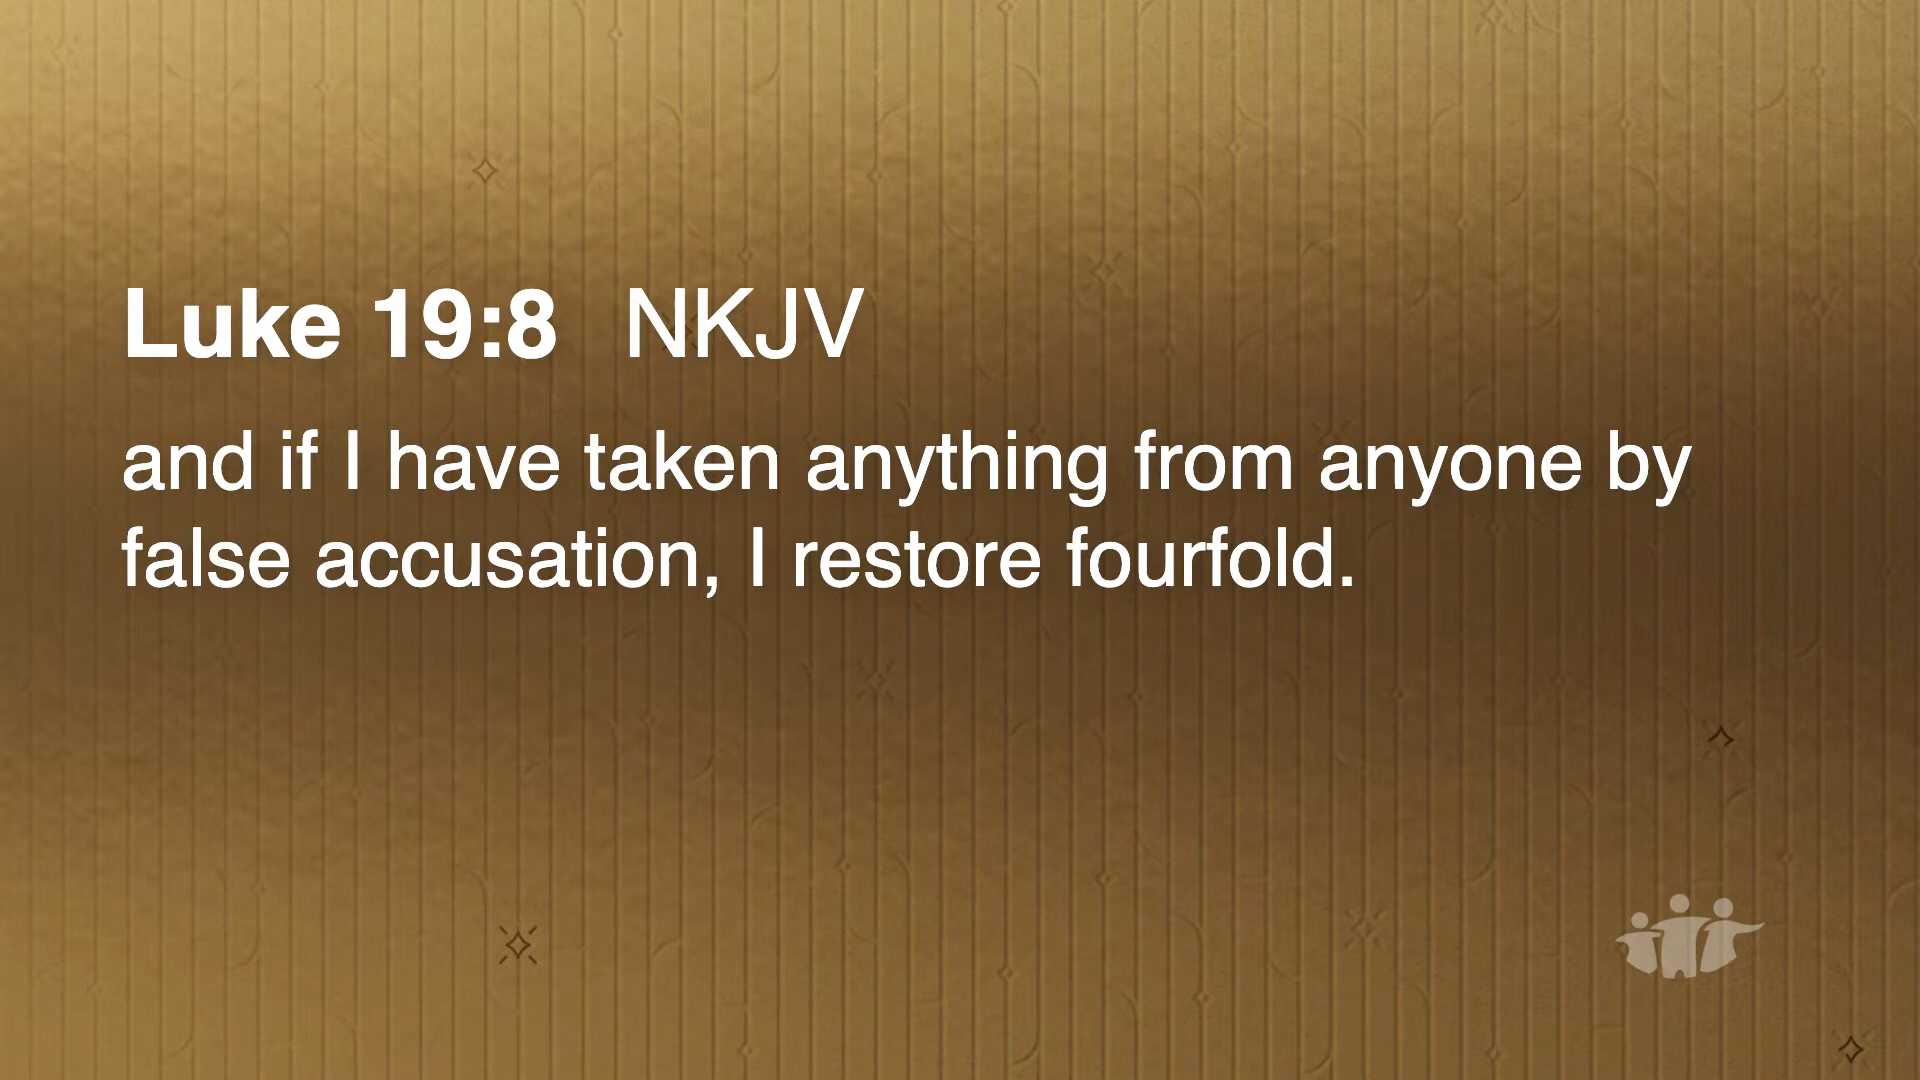 Luke 19:8 NKJV
and if I have taken anything from anyone by
false accusation, I restore fourfold.